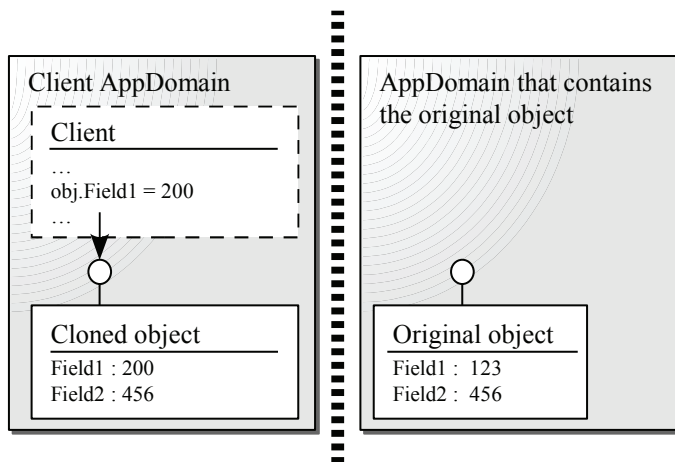 Client AppDomain
Client
…
obj.Field1 = 200
…
Cloned object
Field1 : 200
Field2 : 456
AppDomain that contains
the original object
Original object
Field1 : 123
Field2 : 456